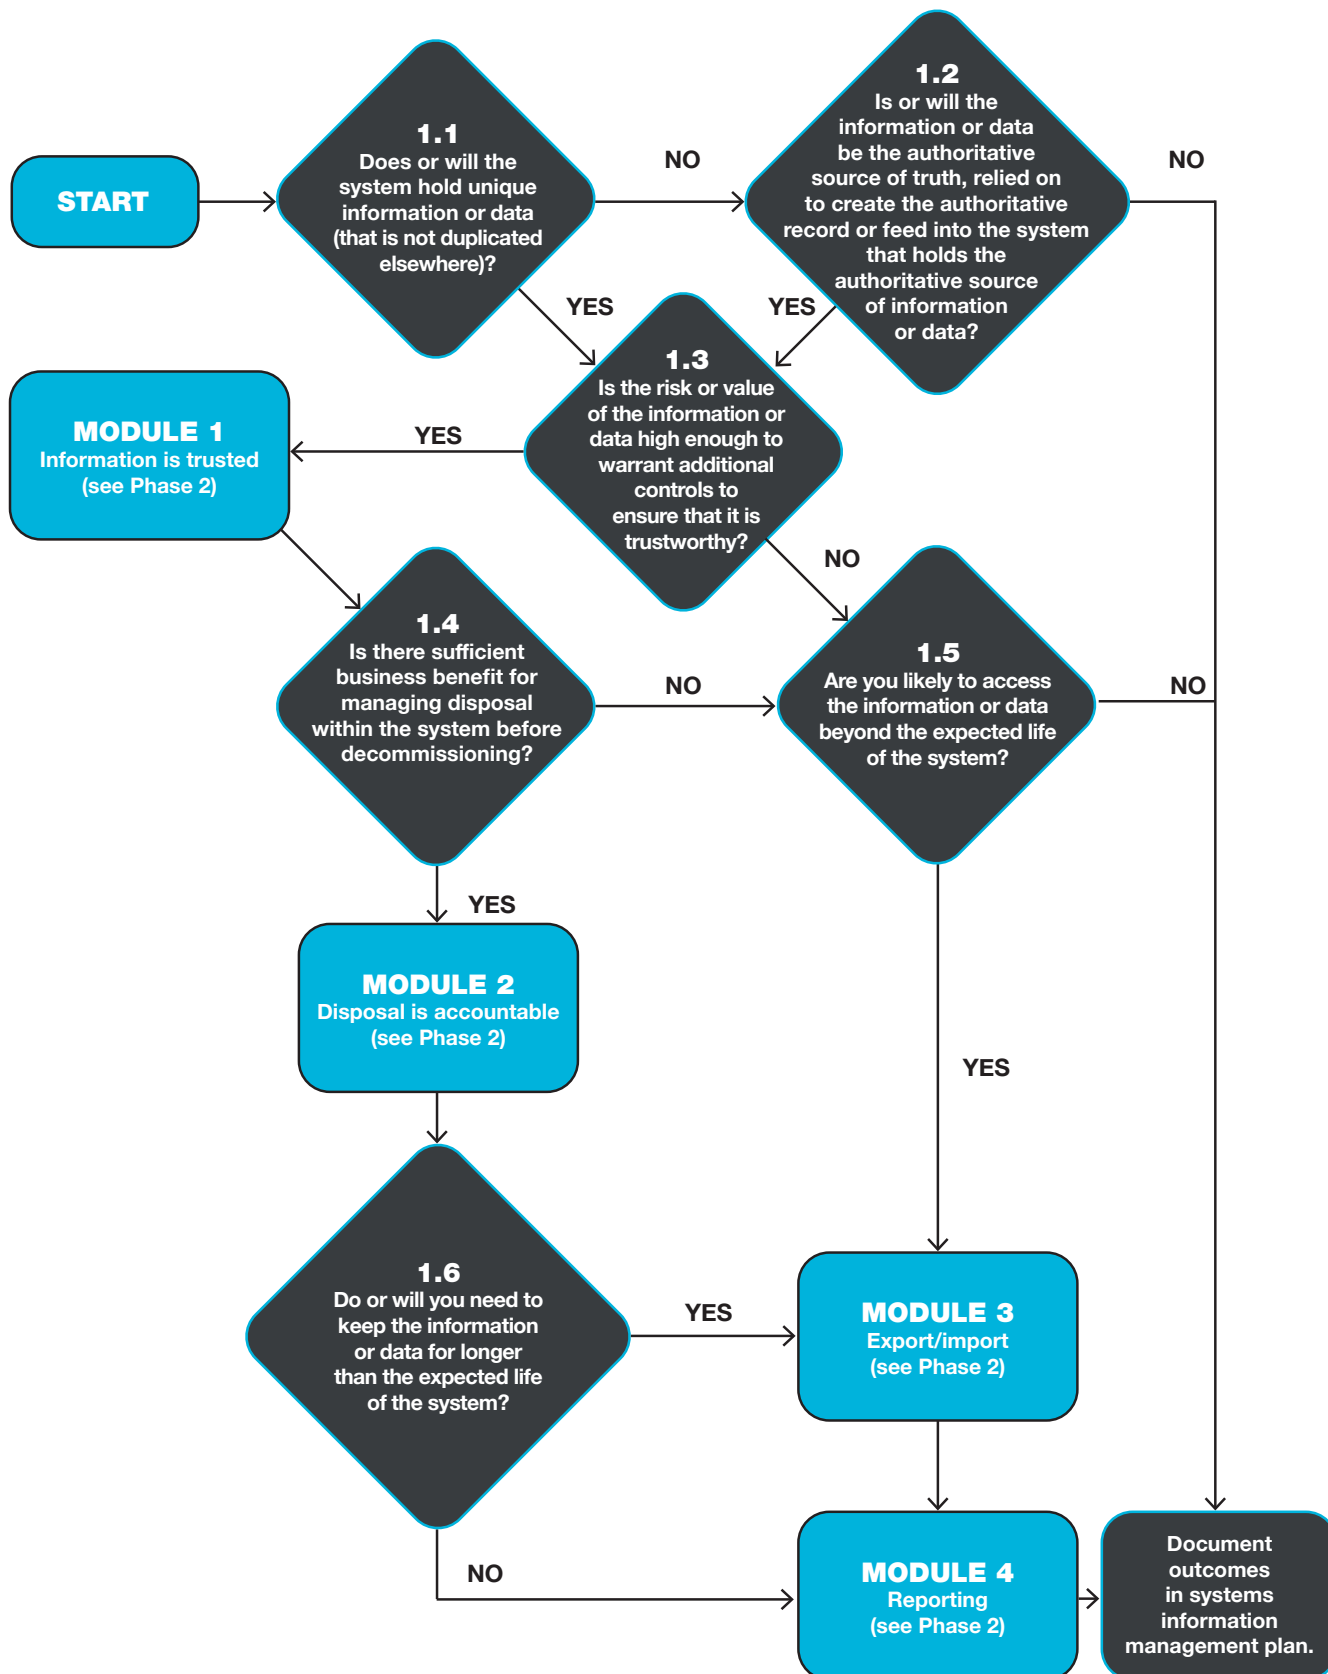 START
1.1
Does or will the
system hold unique
information or data
(that is not duplicated
elsewhere)?
NO
1.2
Is or will the
information or data
be the authoritative
source of truth, relied on
to create the authoritative
record or feed into the system
that holds the
authoritative source
of information
or data?
NO
YES
YES
1.3
Is the risk or value
of the information or
data high enough to
warrant additional
controls to
ensure that it is
trustworthy?
YES
MODULE 1
Information is trusted
(see Phase 2)
NO
1.4
Is there sufficient
business benefit for
managing disposal
within the system before
decommissioning?
NO
1.5
Are you likely to access
the information or data
beyond the expected life
of the system?
NO
YES
MODULE 2
Disposal is accountable
(see Phase 2)
YES
1.6
Do or will you need to
keep the information
or data for longer
than the expected life
of the system?
YES
MODULE 3
Export/import
(see Phase 2)
NO
MODULE 4
Reporting
(see Phase 2)
Document
outcomes
in systems
information
management plan.